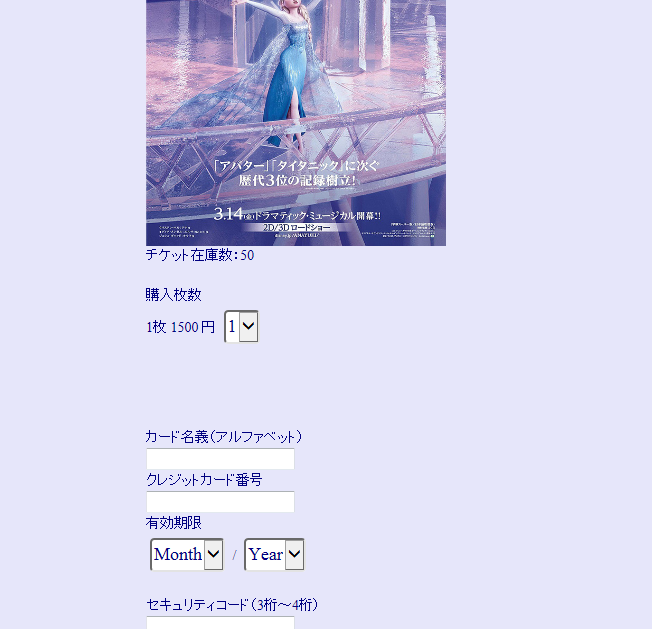 「アバター」「タイタニック」に次ぐ
歴代3位の記録樹立!
3.14(金)ドラマティック・ミュージカル開幕!!
2D/3Dロードショー
チケット在庫数:50
購入枚数
1枚 1500 円 1
カード名義(アルファベット)
クレジットカード番号
有効期限
Month / Year
セキュリティコード(3桁~4桁)